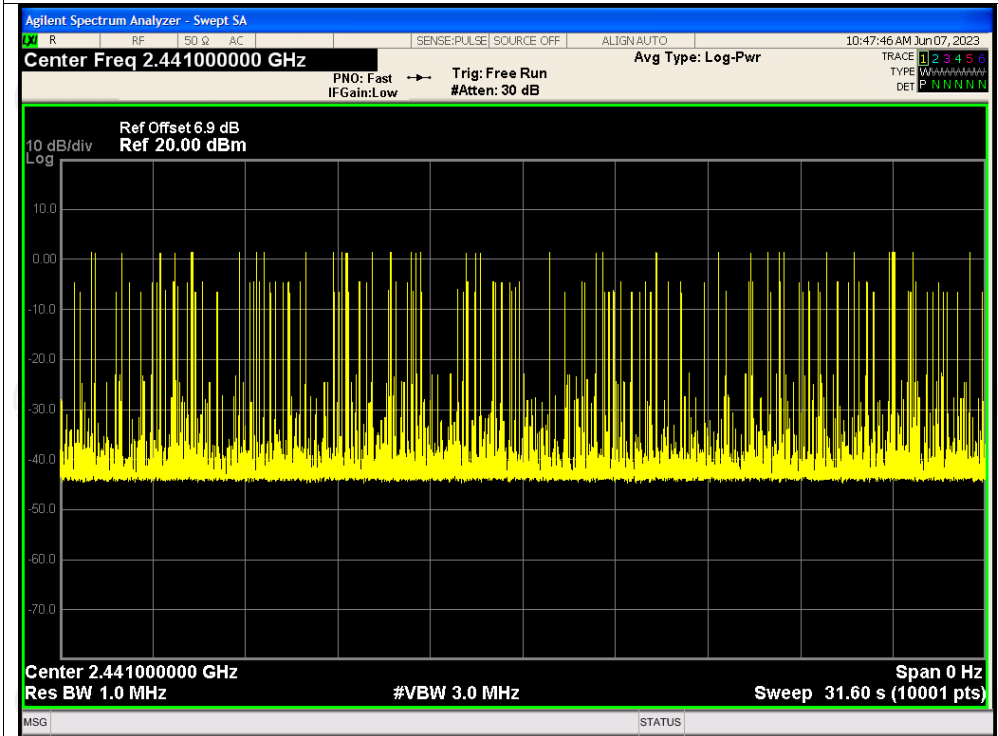 Agilent Spectrum Analyzer - Swept SA
LXI R RF 50 Ω AC SENSE:PULSE SOURCE OFF ALIGN AUTO 10:47:46 AM Jun 07, 2023
Center Freq 2.441000000 GHz
Avg Type: Log-Pwr
TRACE 1 2 3 4 5 6
PNO: Fast Trig: Free Run
TYPE W
IFGain:Low #Atten: 30 dB
DET P N N N N N
Ref Offset 6.9 dB
10 dB/div Ref 20.00 dBm
Log
10.0
0.00
-10.0
-20.0
-30.0
-40.0
-50.0
-60.0
-70.0
Center 2.441000000 GHz Span 0 Hz
Res BW 1.0 MHz #VBW 3.0 MHz Sweep 31.60 s (10001 pts)
MSG STATUS